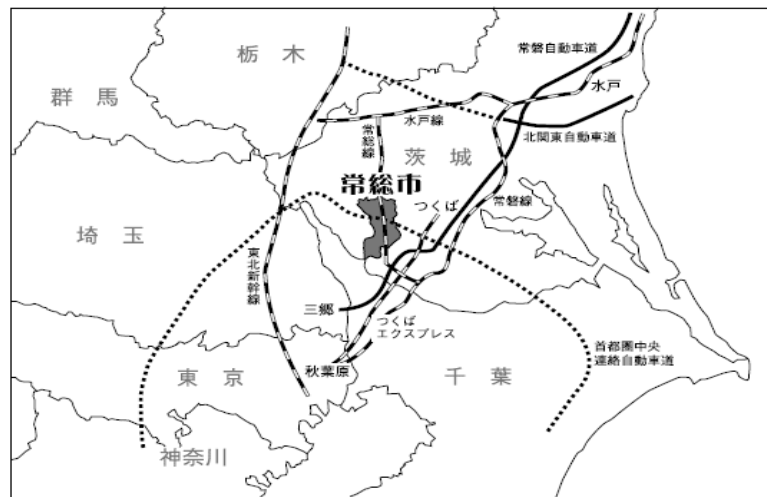 常磐自動車道
栃木
水戸
群馬
水戸線
北関東自動車道
常総線
茨城
常総市
つくば
常磐線
埼玉
東北新幹線
三郷
つくば
エクスプレス
首都圏中央
連絡自動車道
秋葉原
東京
千葉
神奈川